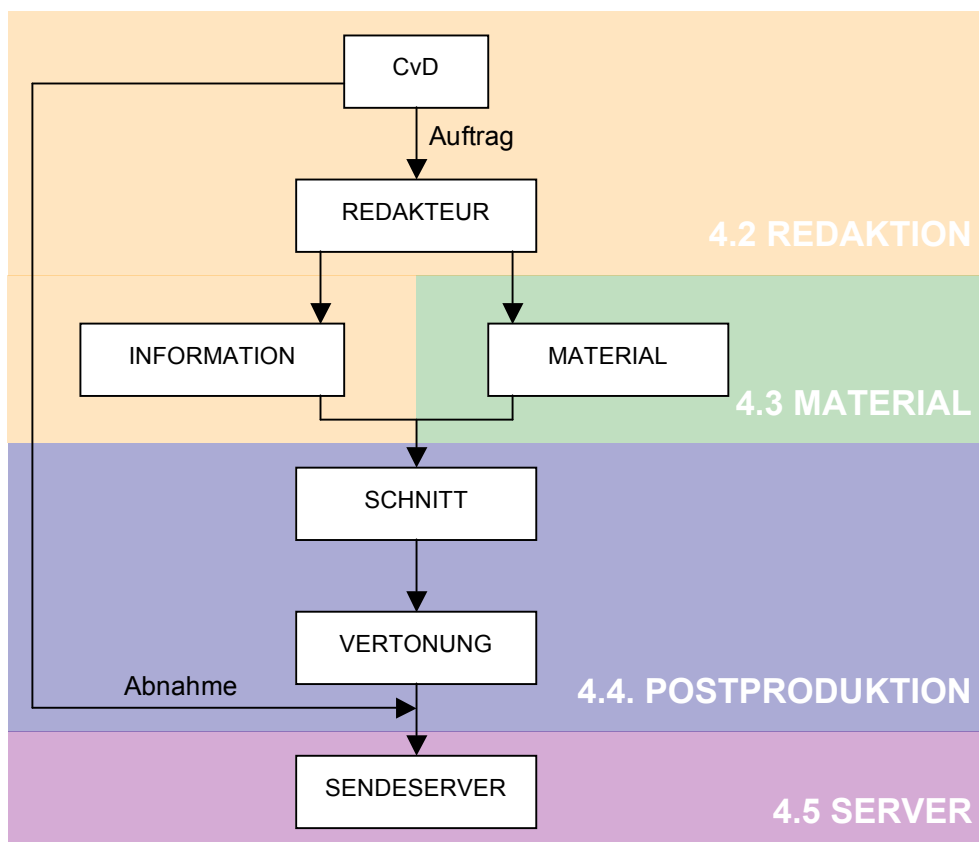 CvD
Auftrag
REDAKTEUR
4.2 REDAKTION
INFORMATION
MATERIAL
4.3 MATERIAL
SCHNITT
VERTONUNG
Abnahme
4.4. POSTPRODUKTION
SENDESERVER
4.5 SERVER